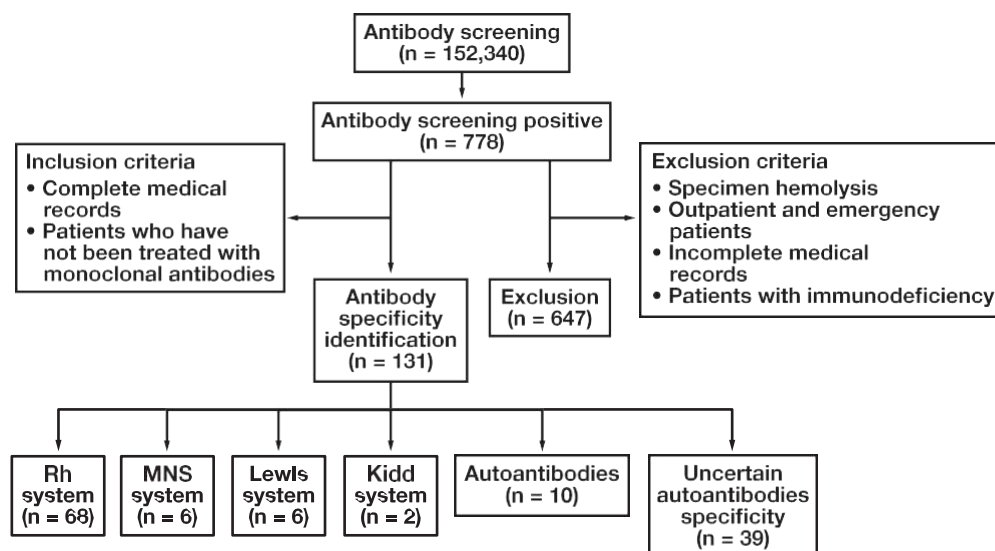 Antibody screening
(n = 152,340)
Antibody screening positive
(n = 778)
Inclusion criteria
• Complete medical
records
• Patients who have
not been treated with
monoclonal antibodies
Exclusion criteria
• Specimen hemolysis
• Outpatient and emergency
patients
• Incomplete medical
records
• Patients with immunodeficiency
Antibody
specificity
identification
(n = 131)
Exclusion
(n = 647)
Rh
system
(n = 68)
MNS
system
(n = 6)
Lewls
system
(n = 6)
Kidd
system
(n = 2)
Autoantibodies
(n = 10)
Uncertain
autoantibodies
specificity
(n = 39)